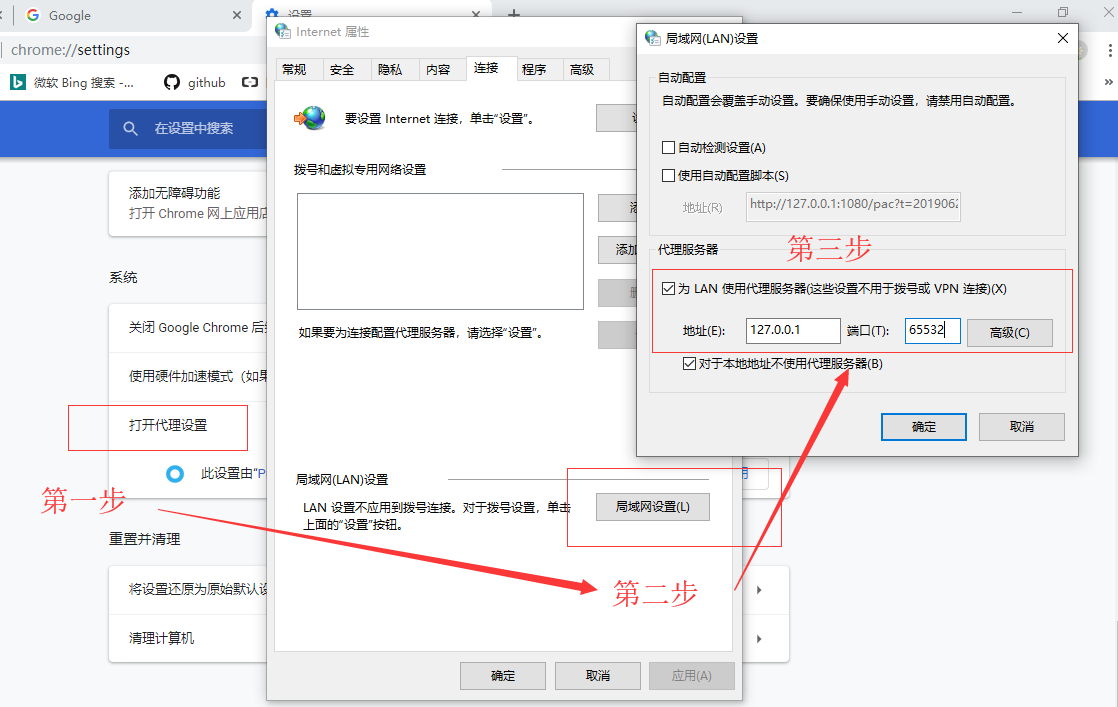 Google
设置
chrome://settings
微软 Bing 搜索 -...
github
在设置中搜索
添加无障碍功能
打开 Chrome 网上应用店
系统
关闭 Google Chrome 后
使用硬件加速模式（如果
打开代理设置
此设置由“P
用
第一步
重置并清理
将设置还原为原始默认设
清理计算机
Internet 属性
常规
安全
隐私
内容
连接
程序
高级
要设置 Internet 连接，单击“设置”。
拨号和虚拟专用网络设置
添加
如果要为连接配置代理服务器，请选择“设置”。
局域网(LAN)设置
LAN 设置不应用到拨号连接。对于拨号设置，单击
上面的“设置”按钮。
局域网设置(L)
第二步
确定
取消
应用(A)
局域网(LAN)设置
自动配置
自动配置会覆盖手动设置。要确保使用手动设置，请禁用自动配置。
自动检测设置(A)
使用自动配置脚本(S)
地址(R)
http://127.0.0.1:1080/pac?t=201906
代理服务器
第三步
为 LAN 使用代理服务器(这些设置不用于拨号或 VPN 连接)(X)
地址(E):
127.0.0.1
端口(T):
65532
高级(C)
对于本地地址不使用代理服务器(B)
确定
取消